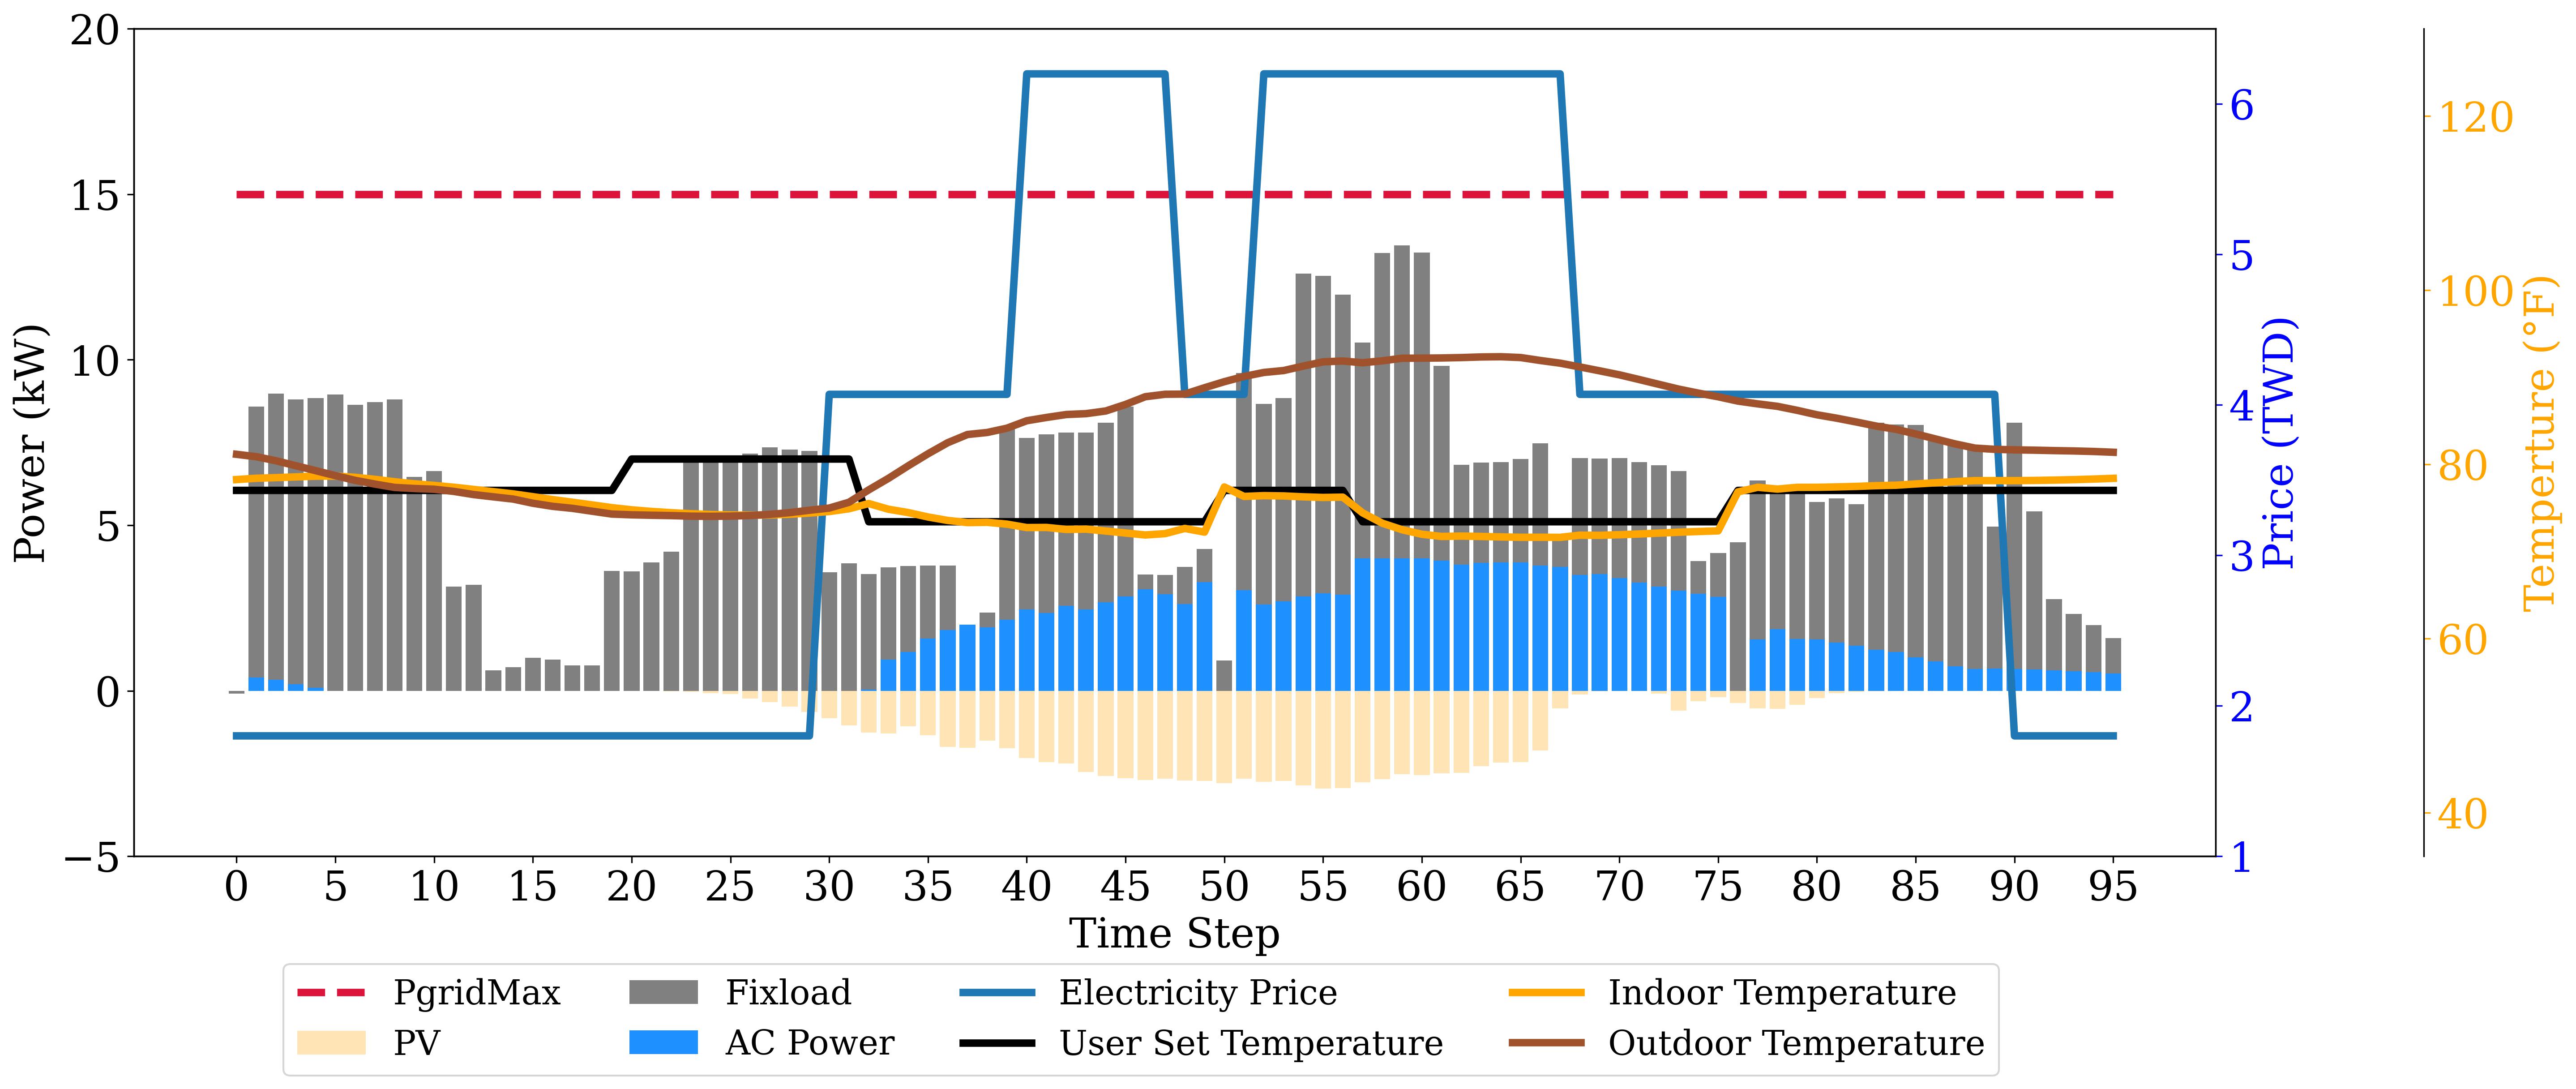 20
15
10
5
0
−5
Power (kW)
0 5 10 15 20 25 30 35 40 45 50 55 60 65 70 75 80 85 90 95
Time Step
6
5
4
3
2
1
Price (TWD)
120
100
80
60
40
Temperture (°F)
PgridMax Fixload Electricity Price Indoor Temperature
PV AC Power User Set Temperature Outdoor Temperature